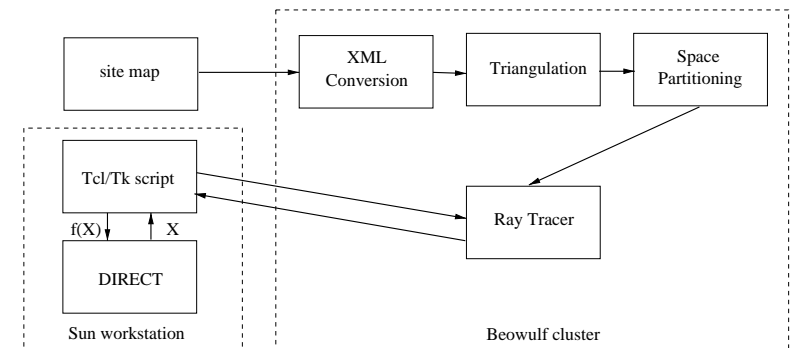 site map
XML
Conversion
Triangulation
Space
Partitioning
Tcl/Tk script
Ray Tracer
f(X)
X
DIRECT
Sun workstation
Beowulf cluster